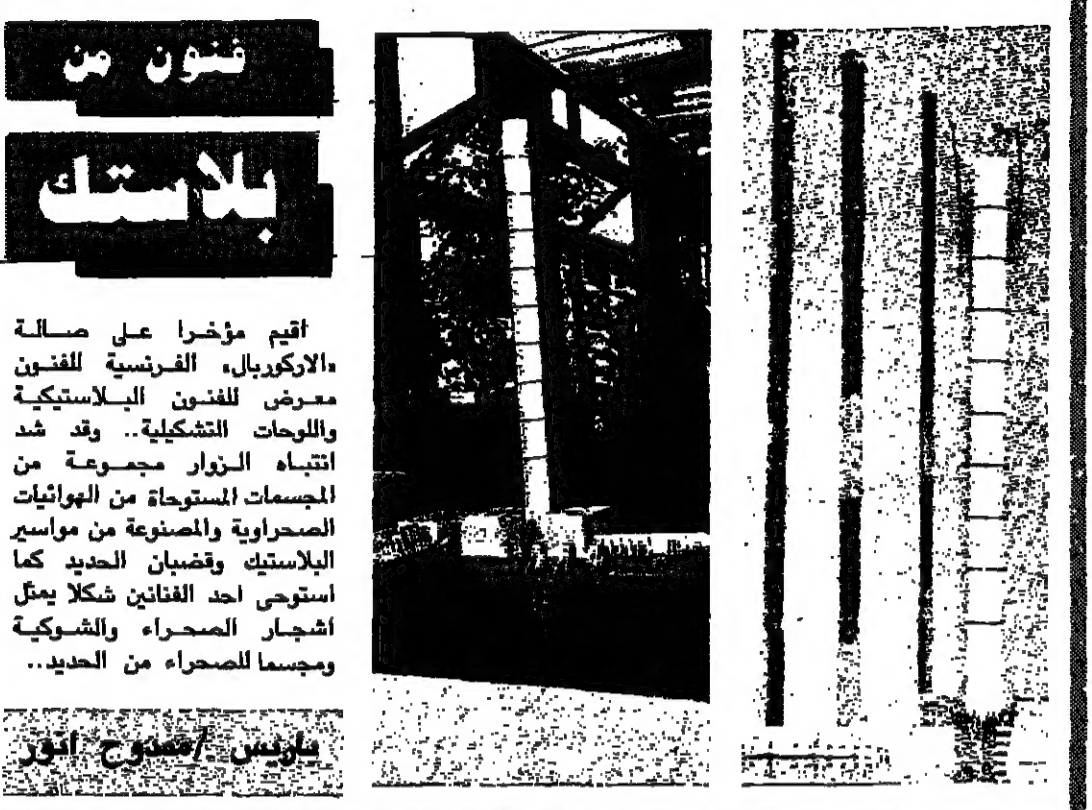 فنون من
بلاستك
اقيم مؤخرا على صالة
«الاركوربال» الفرنسية للفنون
معرض للفنون البلاستيكية
واللوحات التشكيلية.. وقد شد
انتباه الزوار مجموعة من
المجسمات المستوحاة من الهوائيات
الصحراوية والمصنوعة من مواسير
البلاستيك وقضبان الحديد كما
استوحى احد الفنانين شكلا يمثل
اشجار الصحراء والشوكية
ومجسما للصحراء من الحديد..
باريس / ممدوح انور